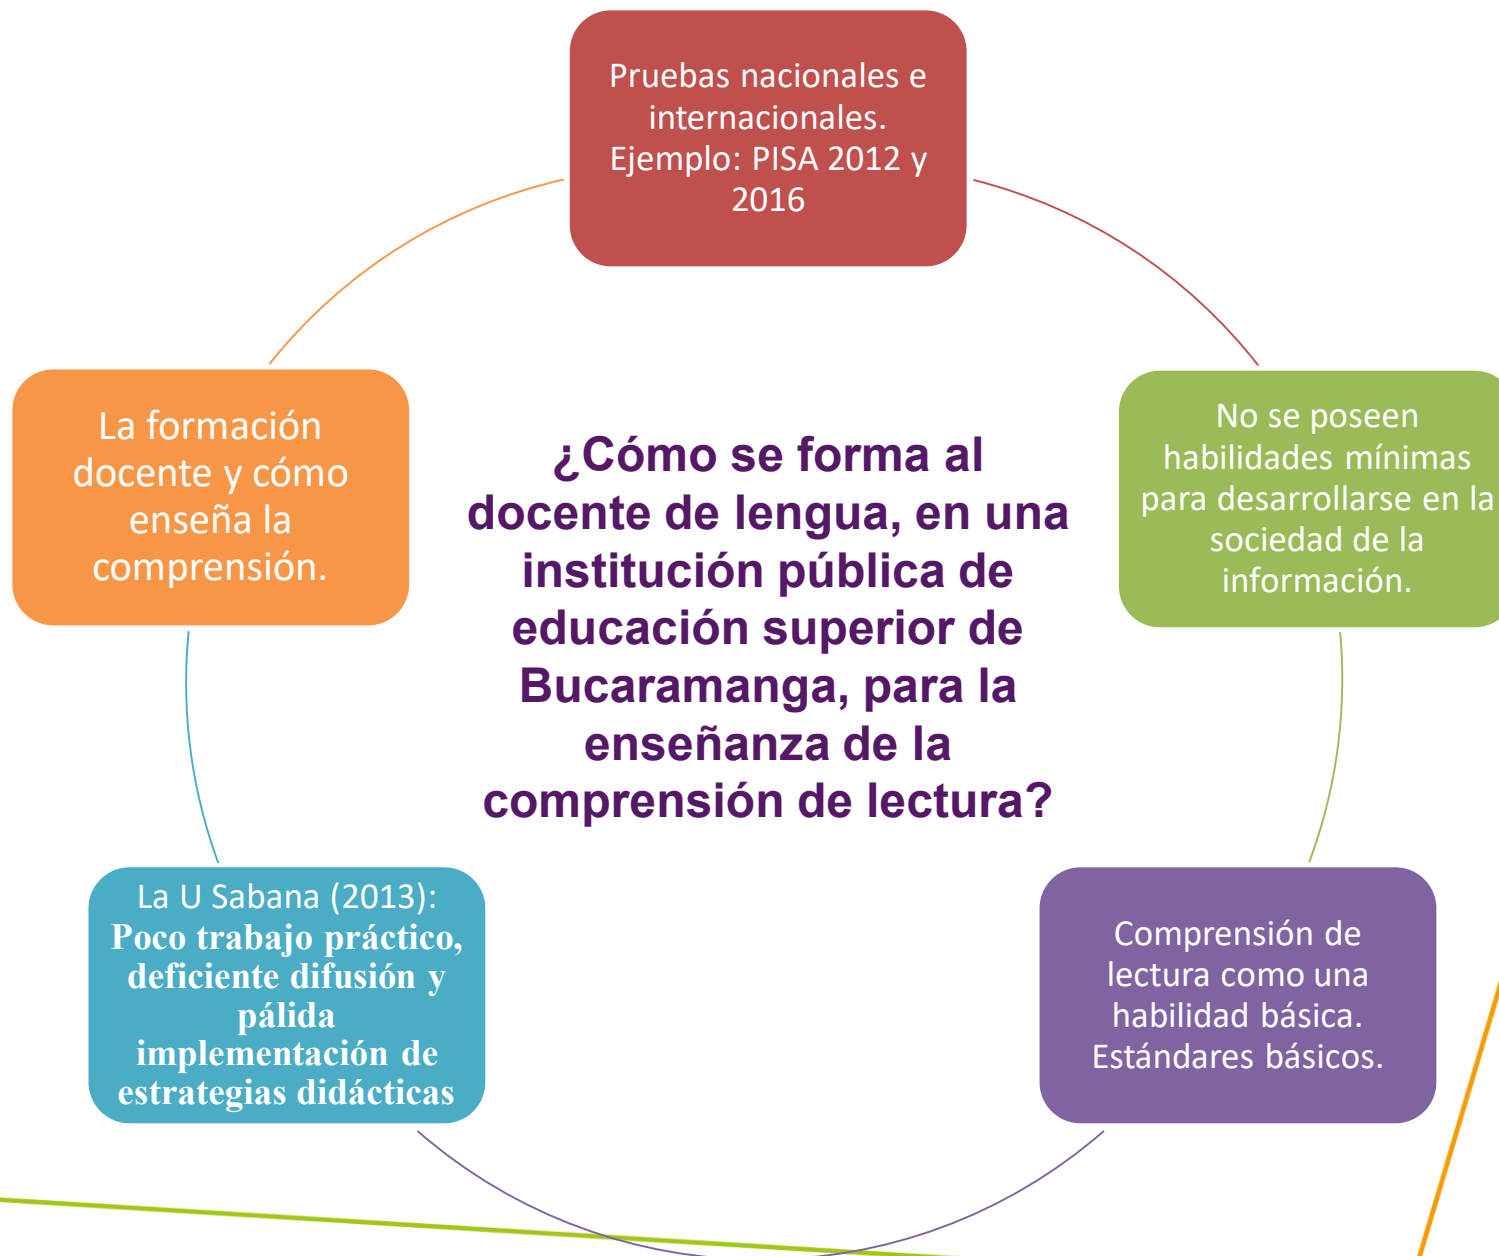 Pruebas nacionales e
internacionales.
Ejemplo: PISA 2012 y
2016
No se poseen
habilidades mínimas
para desarrollarse en la
sociedad de la
información.
Comprensión de
lectura como una
habilidad básica.
Estándares básicos.
La U Sabana (2013):
Poco trabajo práctico,
deficiente difusión y
pálida
implementación de
estrategias didácticas
La formación
docente y cómo
enseña la
comprensión.
¿Cómo se forma al
docente de lengua, en una
institución pública de
educación superior de
Bucaramanga, para la
enseñanza de la
comprensión de lectura?